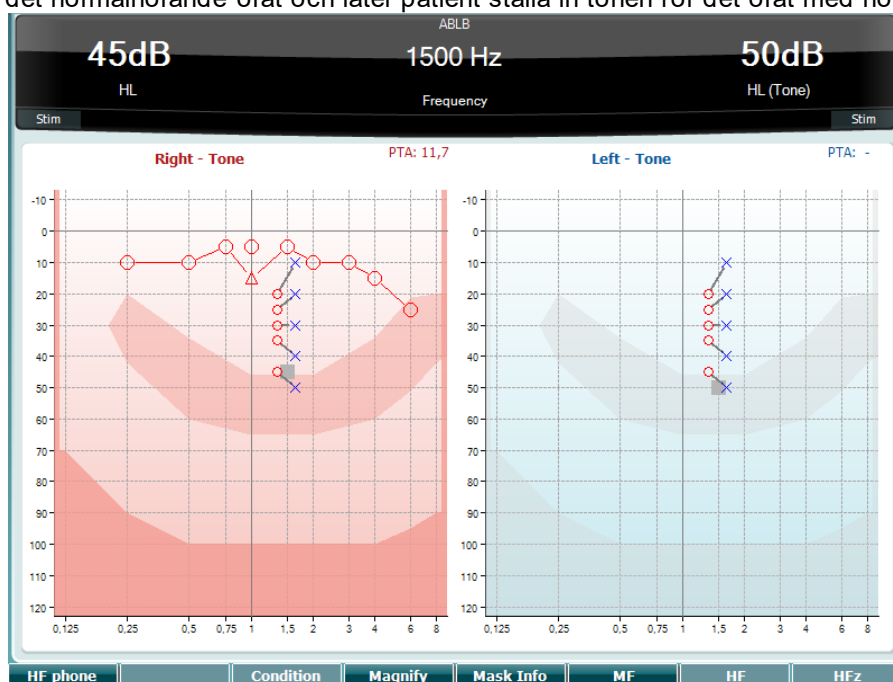 det normalhörande örat och låter patient ställa in tonen för det örat med
ABLB
45dB
1500 Hz
50dB
HL
HL (Tone)
Frequency
Stim
Stim
Right - Tone
PTA: 11,7
Left - Tone
PTA: -
-10
0
10
20
30
40
50
60
70
80
90
100
110
120
0,125 0,25 0,5 0,75 1 1,5 2 3 4 6 8
-10
0
10
20
30
40
50
60
70
80
90
100
110
120
0,125 0,25 0,5 0,75 1 1,5 2 3 4 6 8
HF phone Condition Magnify Mask Info MF HF HFz